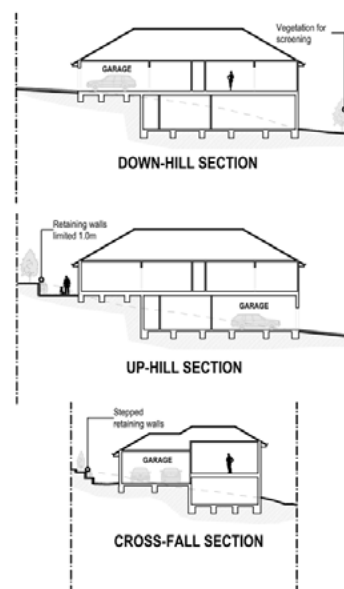 Vegetation for
screening
GARAGE
DOWN-HILL SECTION
Retaining walls
limited 1.0m
GARAGE
UP-HILL SECTION
Stepped
retaining walls
GARAGE
CROSS-FALL SECTION